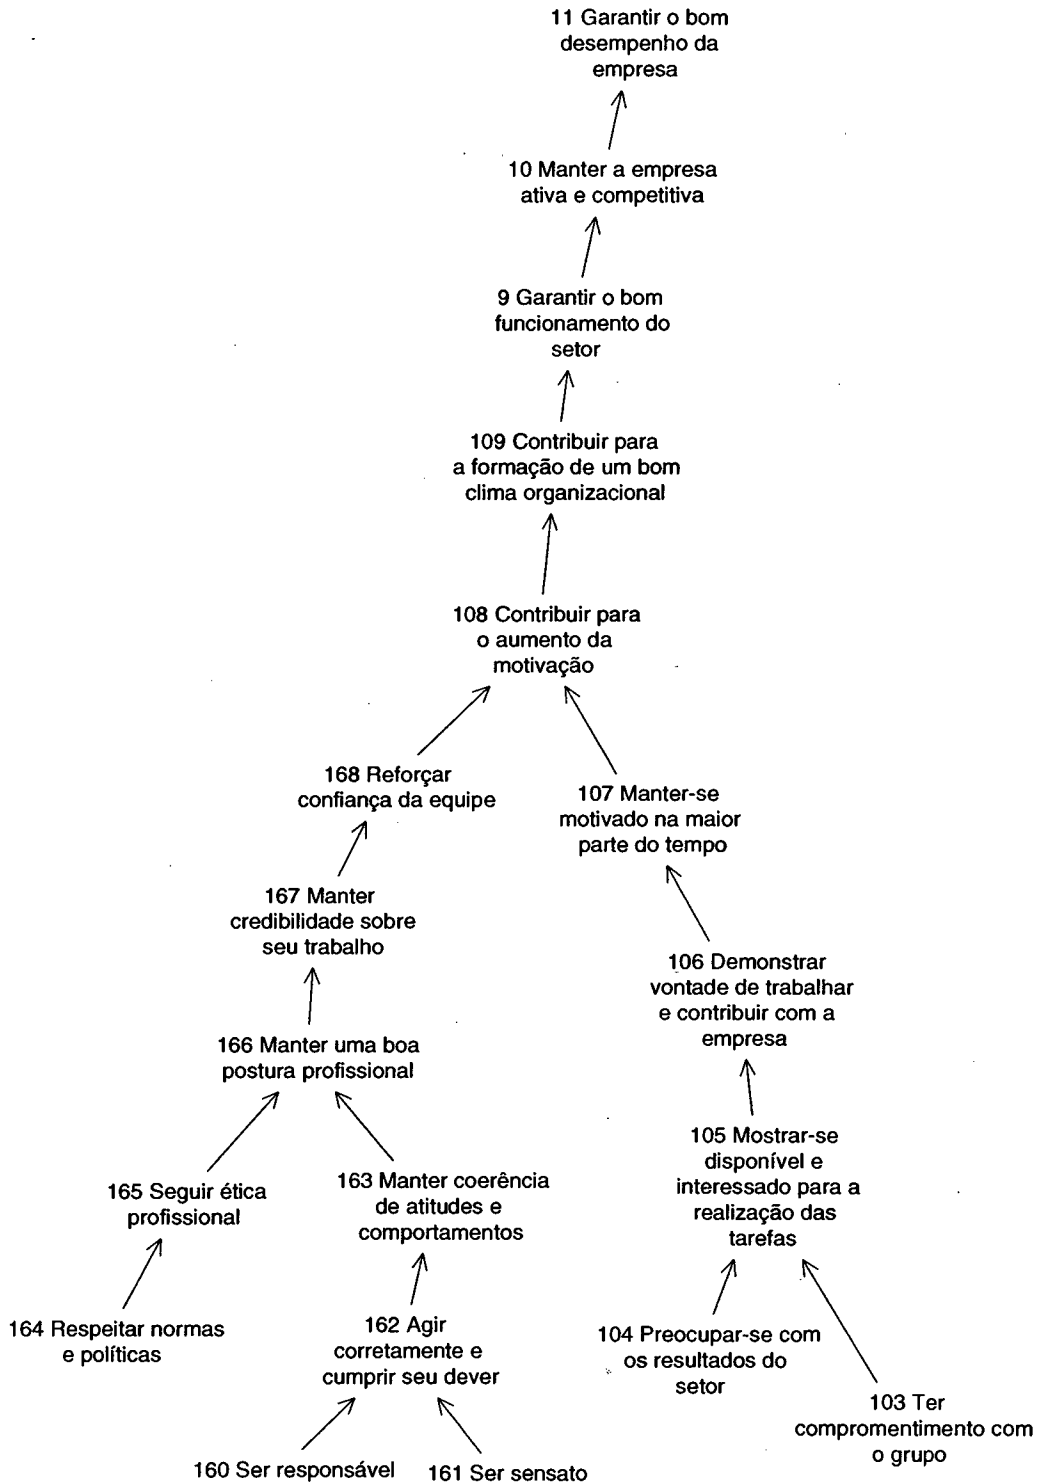 11 Garantir o bom
desempenho da
empresa
10 Manter a empresa
ativa e competitiva
9 Garantir o bom
funcionamento do
setor
109 Contribuir para
a formação de um bom
clima organizacional
108 Contribuir para
o aumento da
motivação
168 Reforçar
confiança da equipe
107 Manter-se
motivado na maior
parte do tempo
167 Manter
credibilidade sobre
seu trabalho
106 Demonstrar
vontade de trabalhar
e contribuir com a
empresa
166 Manter uma boa
postura profissional
105 Mostrar-se
disponível e
interessado para a
realização das
tarefas
165 Seguir ética
profissional
163 Manter coerência
de atitudes e
comportamentos
164 Respeitar normas
e políticas
162 Agir
corretamente e
cumprir seu dever
104 Preocupar-se com
os resultados do
setor
103 Ter
compromentimento com
o grupo
160 Ser responsável
161 Ser sensato